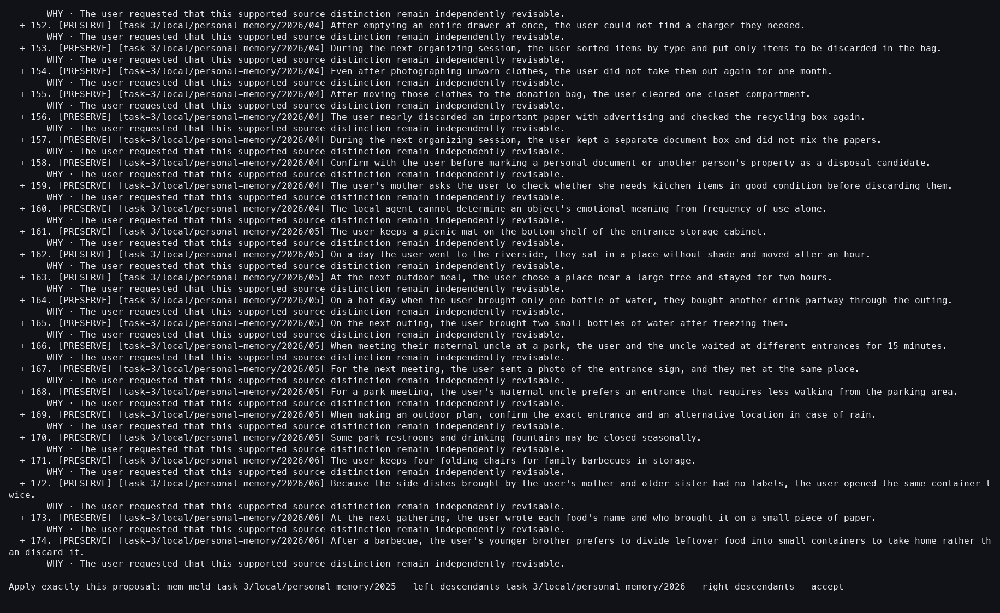 WHY · The user requested that this supported source distinction remain independently revisable.
+ 152. [PRESERVE] [task-3/local/personal-memory/2026/04] After emptying an entire drawer at once, the user could not find a charger they needed.
WHY · The user requested that this supported source distinction remain independently revisable.
+ 153. [PRESERVE] [task-3/local/personal-memory/2026/04] During the next organizing session, the user sorted items by type and put only items to be discarded in the bag.
WHY · The user requested that this supported source distinction remain independently revisable.
+ 154. [PRESERVE] [task-3/local/personal-memory/2026/04] Even after photographing unworn clothes, the user did not take them out again for one month.
WHY · The user requested that this supported source distinction remain independently revisable.
+ 155. [PRESERVE] [task-3/local/personal-memory/2026/04] After moving those clothes to the donation bag, the user cleared one closet compartment.
WHY · The user requested that this supported source distinction remain independently revisable.
+ 156. [PRESERVE] [task-3/local/personal-memory/2026/04] The user nearly discarded an important paper with advertising and checked the recycling box again.
WHY · The user requested that this supported source distinction remain independently revisable.
+ 157. [PRESERVE] [task-3/local/personal-memory/2026/04] During the next organizing session, the user kept a separate document box and did not mix the papers.
WHY · The user requested that this supported source distinction remain independently revisable.
+ 158. [PRESERVE] [task-3/local/personal-memory/2026/04] Confirm with the user before marking a personal document or another person's property as a disposal candidate.
WHY · The user requested that this supported source distinction remain independently revisable.
+ 159. [PRESERVE] [task-3/local/personal-memory/2026/04] The user's mother asks the user to check whether she needs kitchen items in good condition before discarding them.
WHY · The user requested that this supported source distinction remain independently revisable.
+ 160. [PRESERVE] [task-3/local/personal-memory/2026/04] The local agent cannot determine an object's emotional meaning from frequency of use alone.
WHY · The user requested that this supported source distinction remain independently revisable.
+ 161. [PRESERVE] [task-3/local/personal-memory/2026/05] The user keeps a picnic mat on the bottom shelf of the entrance storage cabinet.
WHY · The user requested that this supported source distinction remain independently revisable.
+ 162. [PRESERVE] [task-3/local/personal-memory/2026/05] On a day the user went to the riverside, they sat in a place without shade and moved after an hour.
WHY · The user requested that this supported source distinction remain independently revisable.
+ 163. [PRESERVE] [task-3/local/personal-memory/2026/05] At the next outdoor meal, the user chose a place near a large tree and stayed for two hours.
WHY · The user requested that this supported source distinction remain independently revisable.
+ 164. [PRESERVE] [task-3/local/personal-memory/2026/05] On a hot day when the user brought only one bottle of water, they bought another drink partway through the outing.
WHY · The user requested that this supported source distinction remain independently revisable.
+ 165. [PRESERVE] [task-3/local/personal-memory/2026/05] On the next outing, the user brought two small bottles of water after freezing them.
WHY · The user requested that this supported source distinction remain independently revisable.
+ 166. [PRESERVE] [task-3/local/personal-memory/2026/05] When meeting their maternal uncle at a park, the user and the uncle waited at different entrances for 15 minutes.
WHY · The user requested that this supported source distinction remain independently revisable.
+ 167. [PRESERVE] [task-3/local/personal-memory/2026/05] For the next meeting, the user sent a photo of the entrance sign, and they met at the same place.
WHY · The user requested that this supported source distinction remain independently revisable.
+ 168. [PRESERVE] [task-3/local/personal-memory/2026/05] For a park meeting, the user's maternal uncle prefers an entrance that requires less walking from the parking area.
WHY · The user requested that this supported source distinction remain independently revisable.
+ 169. [PRESERVE] [task-3/local/personal-memory/2026/05] When making an outdoor plan, confirm the exact entrance and an alternative location in case of rain.
WHY · The user requested that this supported source distinction remain independently revisable.
+ 170. [PRESERVE] [task-3/local/personal-memory/2026/05] Some park restrooms and drinking fountains may be closed seasonally.
WHY · The user requested that this supported source distinction remain independently revisable.
+ 171. [PRESERVE] [task-3/local/personal-memory/2026/06] The user keeps four folding chairs for family barbecues in storage.
WHY · The user requested that this supported source distinction remain independently revisable.
+ 172. [PRESERVE] [task-3/local/personal-memory/2026/06] Because the side dishes brought by the user's mother and older sister had no labels, the user opened the same container t
wice.
WHY · The user requested that this supported source distinction remain independently revisable.
+ 173. [PRESERVE] [task-3/local/personal-memory/2026/06] At the next gathering, the user wrote each food's name and who brought it on a small piece of paper.
WHY · The user requested that this supported source distinction remain independently revisable.
+ 174. [PRESERVE] [task-3/local/personal-memory/2026/06] After a barbecue, the user's younger brother prefers to divide leftover food into small containers to take home rather th
an discard it.
WHY · The user requested that this supported source distinction remain independently revisable.
Apply exactly this proposal: mem meld task-3/local/personal-memory/2025 --left-descendants task-3/local/personal-memory/2026 --right-descendants --accept